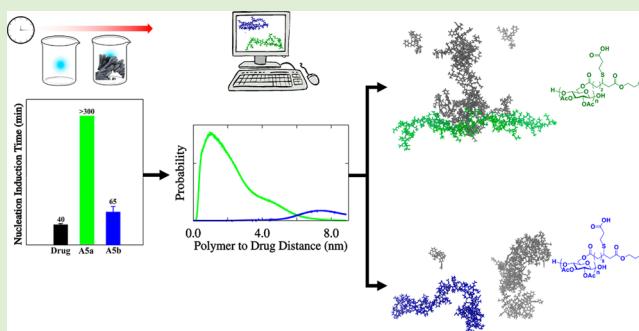 Nucleation Induction Time (min)
40
>300
65
Drug A5a A5b
Probability
0.0 4.0 8.0
Polymer to Drug Distance (nm)
OH
O
S
O
O
O
H
O
AcO
OAc
OH
n
OH
O
S
O
O
O
H
O
AcO
OAc
OH
n